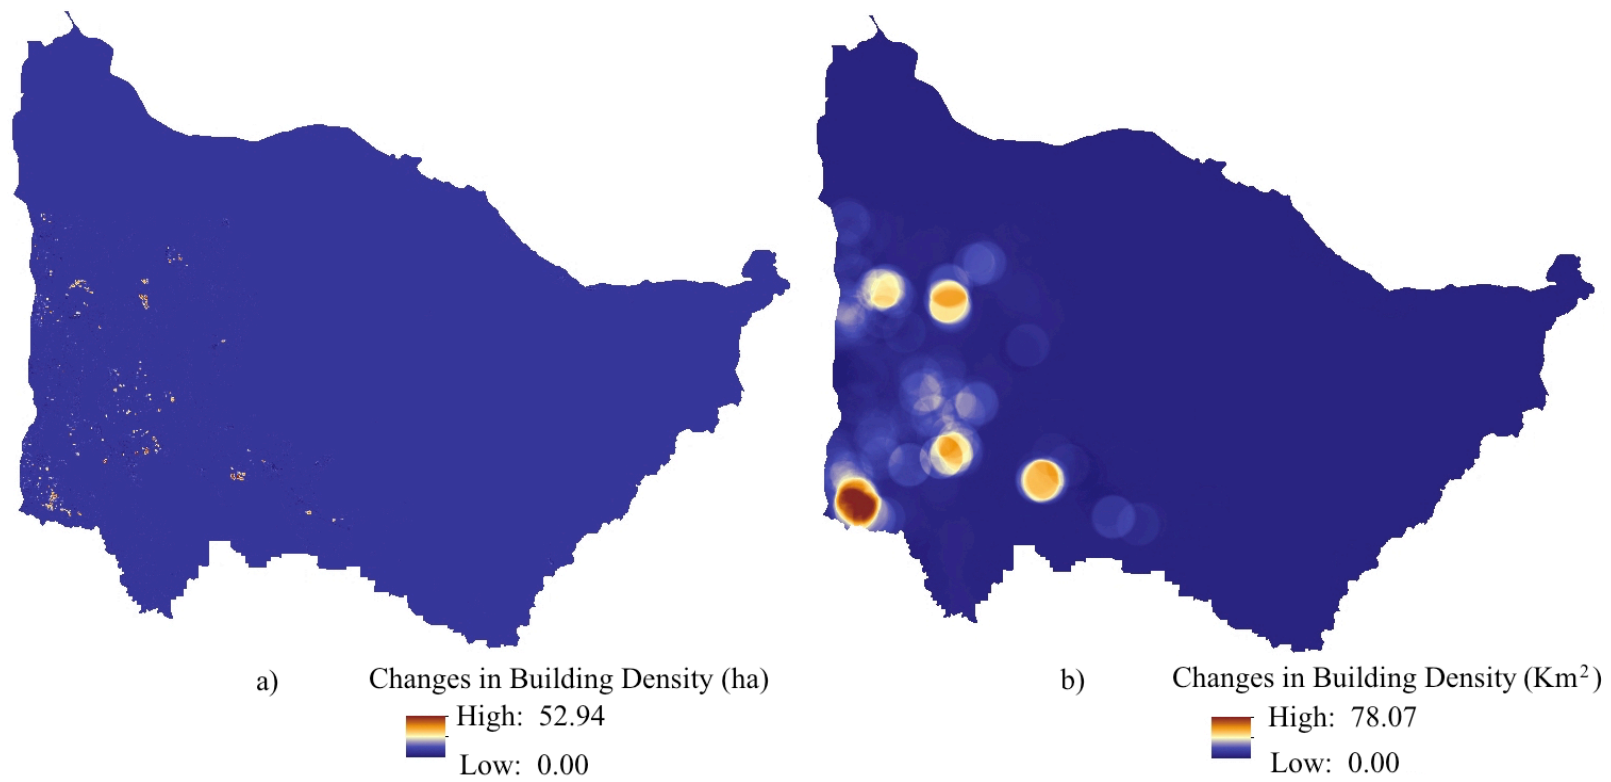 a) Changes in Building Density (ha)
High: 52.94
Low: 0.00
b) Changes in Building Density (Km²)
High: 78.07
Low: 0.00